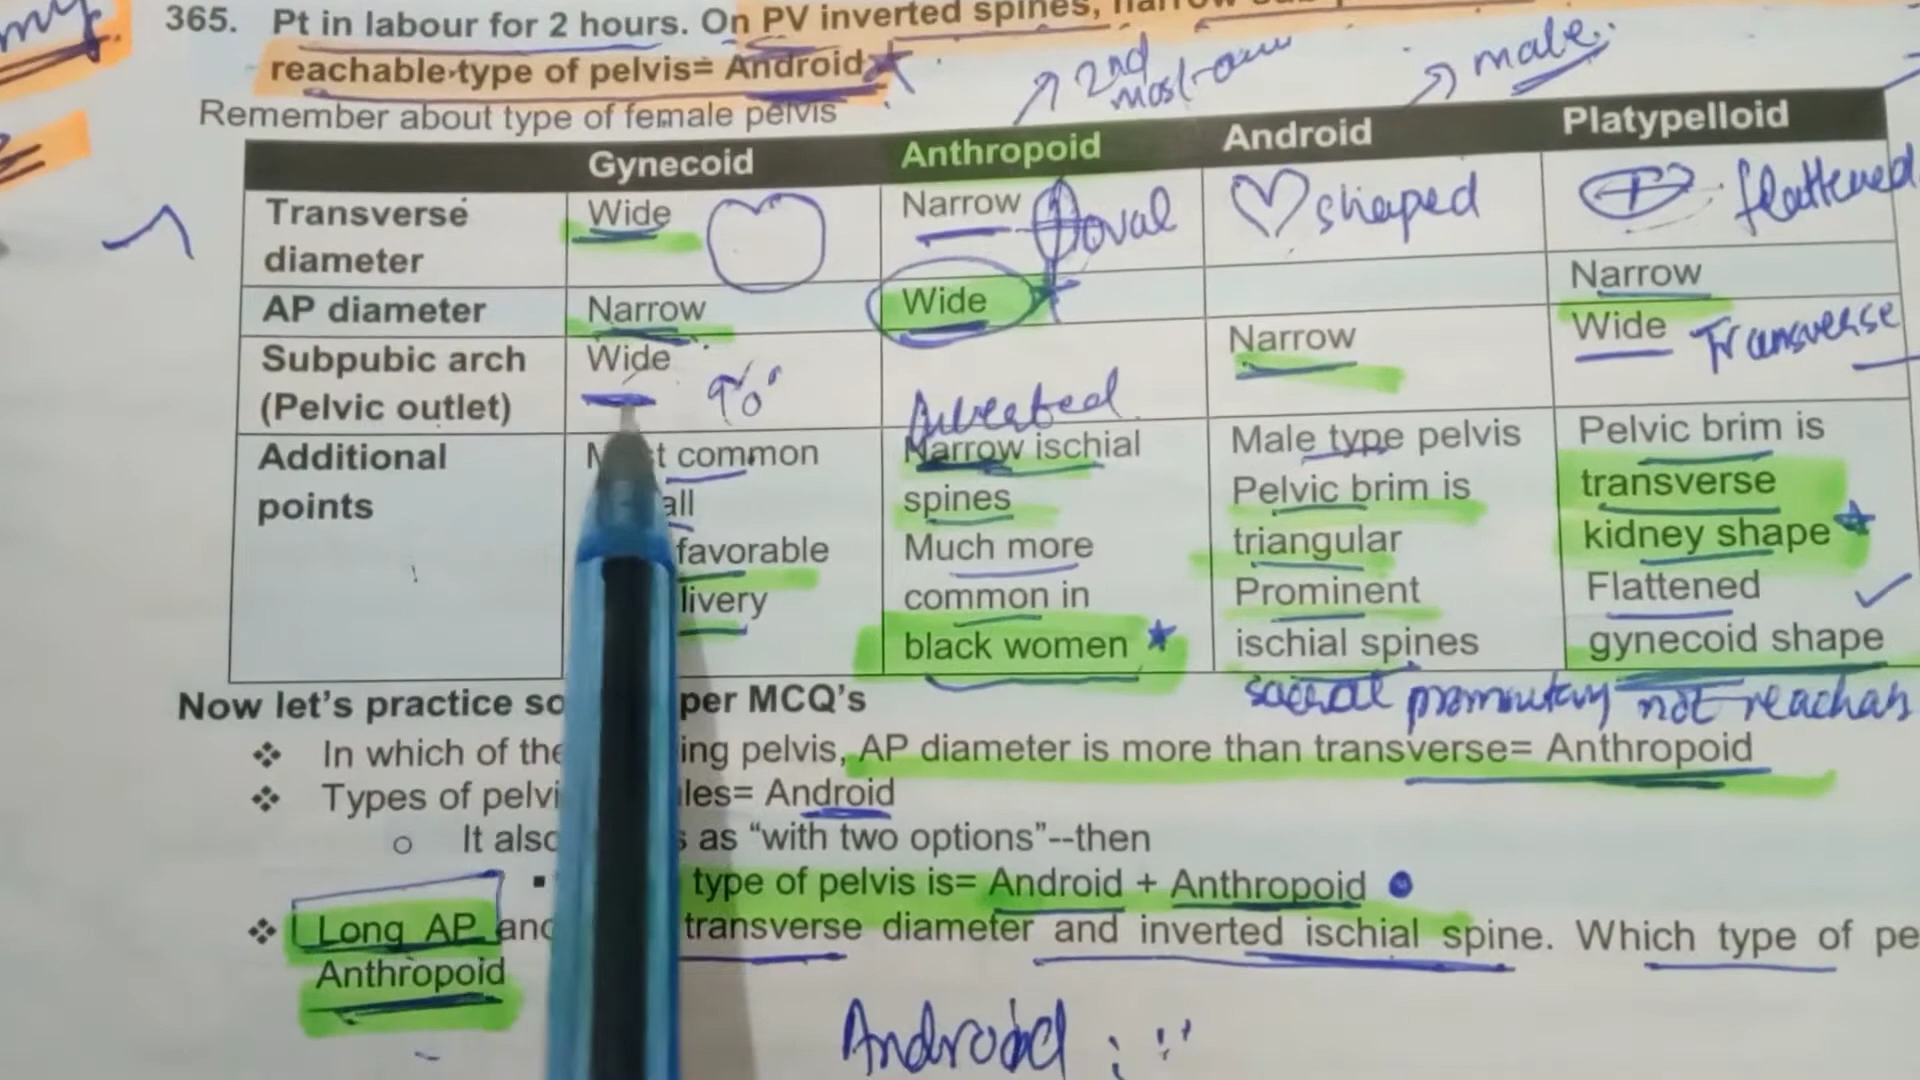 365. Pt in labour for 2 hours. On PV inverted spines,
reachable-type of pelvis= Android
2nd
most
male
Remember about type of female pelvis
Gynecoid Anthropoid Android Platypelloid
Transverse diameter Wide Narrow oval shaped flattened
AP diameter Narrow Wide Narrow
Subpubic arch (Pelvic outlet) Wide 90° Narrow Wide Transverse
Additional points
common
all
favorable
livery
Narrow ischial
spines
Much more
common in
black women
Male type pelvis
Pelvic brim is
triangular
Prominent
ischial spines
Pelvic brim is
transverse
kidney shape
Flattened
gynecoid shape
not
Now let's practice so per MCQ's
In which of the ing pelvis, AP diameter is more than transverse= Anthropoid
Types of pelvi les= Android
It also s as "with two options"--then
type of pelvis is= Android + Anthropoid
Long AP and transverse diameter and inverted ischial spine. Which type of pe
Anthropoid
Android